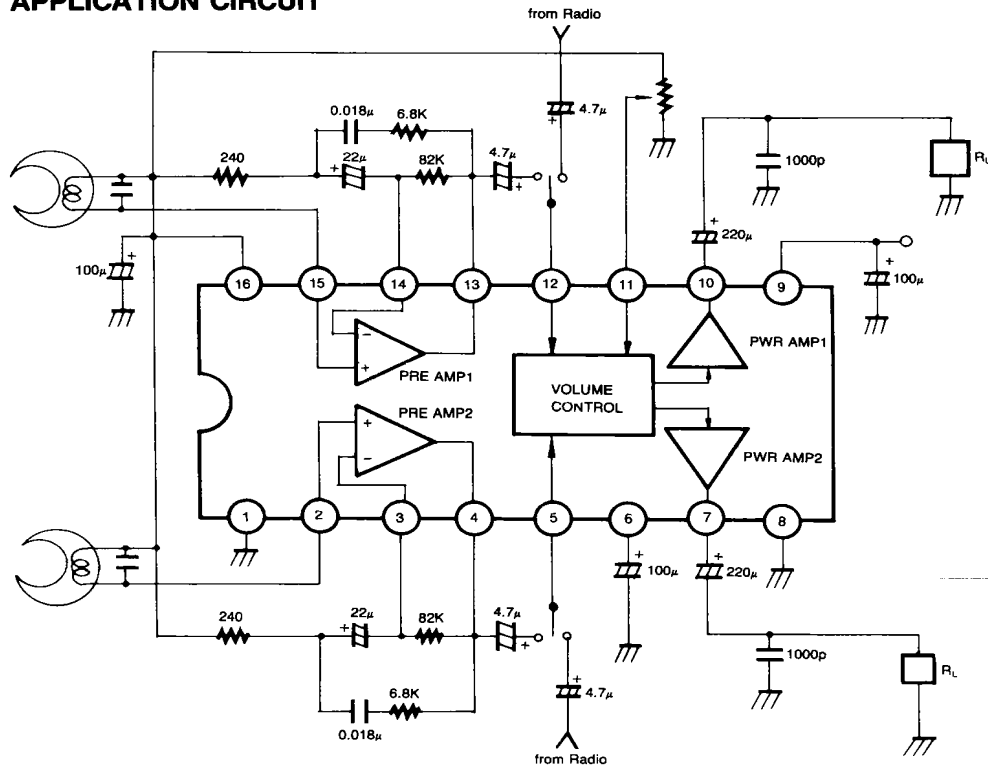 APPLICATION CIRCUIT
from Radio
0.018μ
6.8K
4.7μ
240
22μ
82K
4.7μ
1000p
RL
220μ
100μ
100μ
16
15
14
13
12
11
10
9
PRE AMP1
PWR AMP1
VOLUME
CONTROL
PRE AMP2
PWR AMP2
1
2
3
4
5
6
7
8
100μ
220μ
240
22μ
82K
4.7μ
1000p
RL
6.8K
0.018μ
4.7μ
from Radio